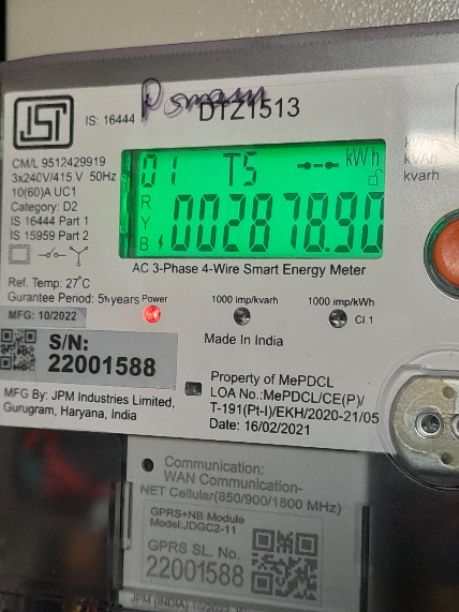 ISI
IS: 16444
DTZ1513
CM/L 9512429919
3x240V/415 V 50Hz
10(60)A UC1
Category: D2
IS 16444 Part 1
IS 15959 Part 2
01 T5 kWh
R
Y
B
002878.90
kWh
kVAh
kvarh
AC 3-Phase 4-Wire Smart Energy Meter
Ref. Temp: 27°C
Gurantee Period: 5½years
MFG: 10/2022
Power
1000 imp/kvarh
1000 imp/kWh
Cl.1
Made In India
S/N:
22001588
MFG By: JPM Industries Limited,
Gurugram, Haryana, India
Property of MePDCL
LOA No.:MePDCL/CE(P)/
T-191(Pt-I)/EKH/2020-21/05
Date: 16/02/2021
Communication:
WAN Communication-
NET Cellular(850/900/1800 MHz)
GPRS+NB Module
Model:JDGC2-11
GPRS SL. No.
22001588